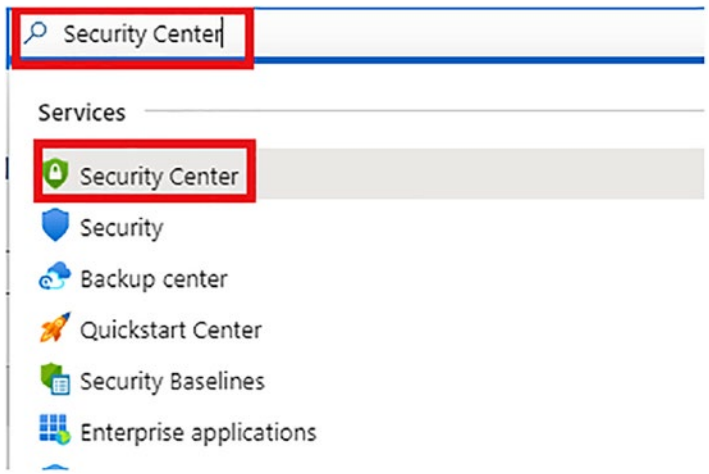 Security Center
Services
Security Center
Security
Backup center
Quickstart Center
Security Baselines
Enterprise applications